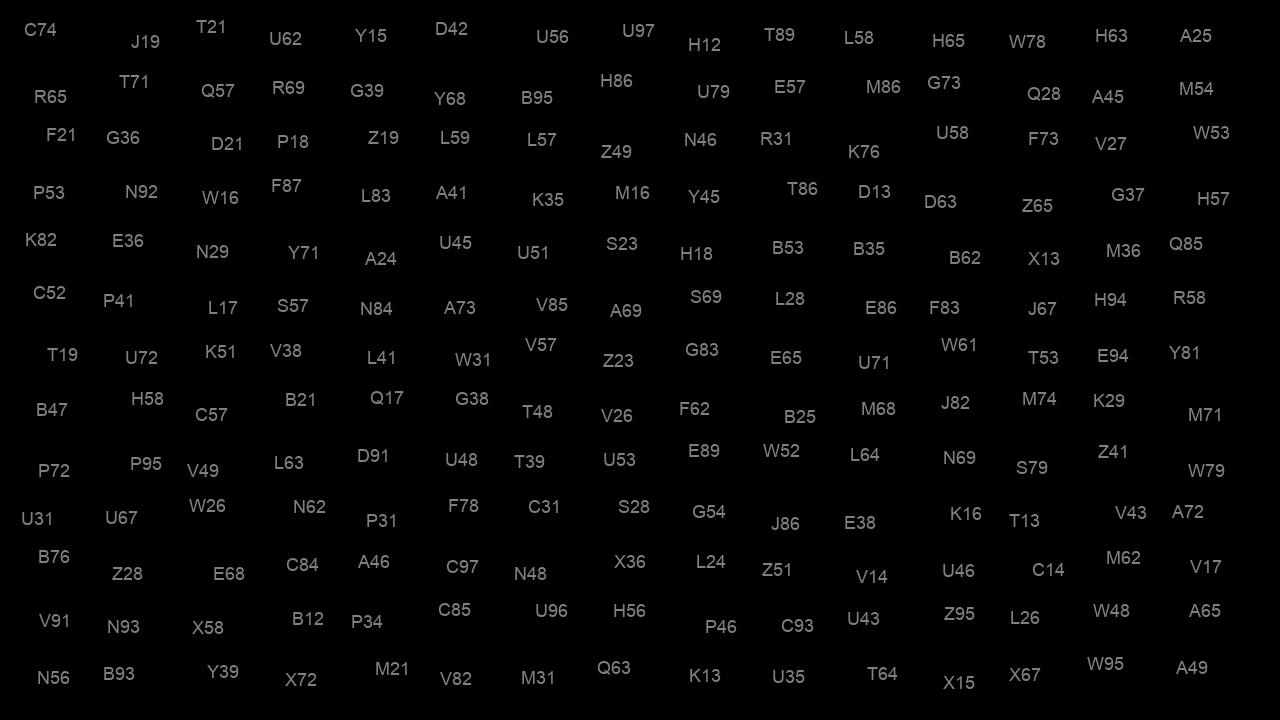 C74 J19 T21 U62 Y15 D42 U56 U97 H12 T89 L58 H65 W78 H63 A25
R65 T71 Q57 R69 G39 Y68 B95 H86 U79 E57 M86 G73 Q28 A45 M54
F21 G36 D21 P18 Z19 L59 L57 Z49 N46 R31 K76 U58 F73 V27 W53
P53 N92 W16 F87 L83 A41 K35 M16 Y45 T86 D13 D63 Z65 G37 H57
K82 E36 N29 Y71 A24 U45 U51 S23 H18 B53 B35 B62 X13 M36 Q85
C52 P41 L17 S57 N84 A73 V85 A69 S69 L28 E86 F83 J67 H94 R58
T19 U72 K51 V38 L41 W31 V57 Z23 G83 E65 U71 W61 T53 E94 Y81
B47 H58 C57 B21 Q17 G38 T48 V26 F62 B25 M68 J82 M74 K29 M71
P72 P95 V49 L63 D91 U48 T39 U53 E89 W52 L64 N69 S79 Z41 W79
U31 U67 W26 N62 P31 F78 C31 S28 G54 J86 E38 K16 T13 V43 A72
B76 Z28 E68 C84 A46 C97 N48 X36 L24 Z51 V14 U46 C14 M62 V17
V91 N93 X58 B12 P34 C85 U96 H56 P46 C93 U43 Z95 L26 W48 A65
N56 B93 Y39 X72 M21 V82 M31 Q63 K13 U35 T64 X15 X67 W95 A49